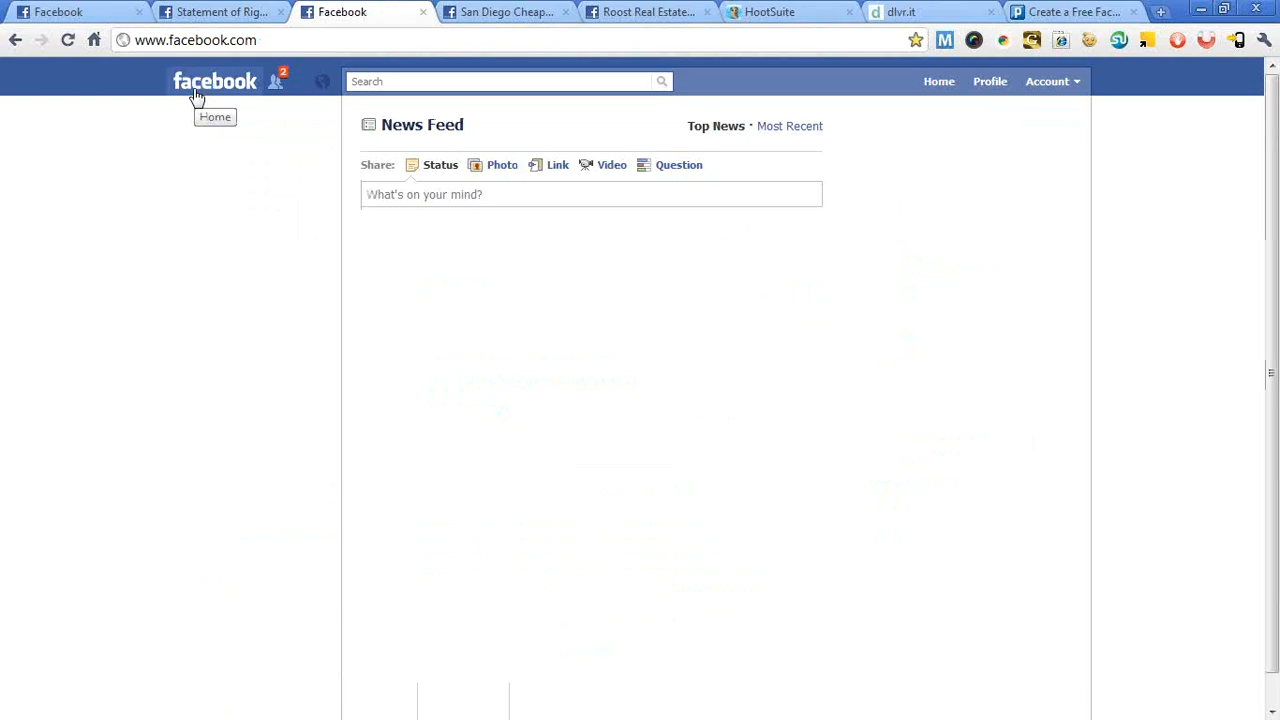 Facebook
Statement of Rig...
Facebook
San Diego Cheap...
Roost Real Estate...
HootSuite
dlvr.it
Create a Free Fac...
www.facebook.com
M
G
facebook
2
Search
Home
Profile
Account
Home
News Feed
Top News · Most Recent
Share: Status Photo Link Video Question
What's on your mind?